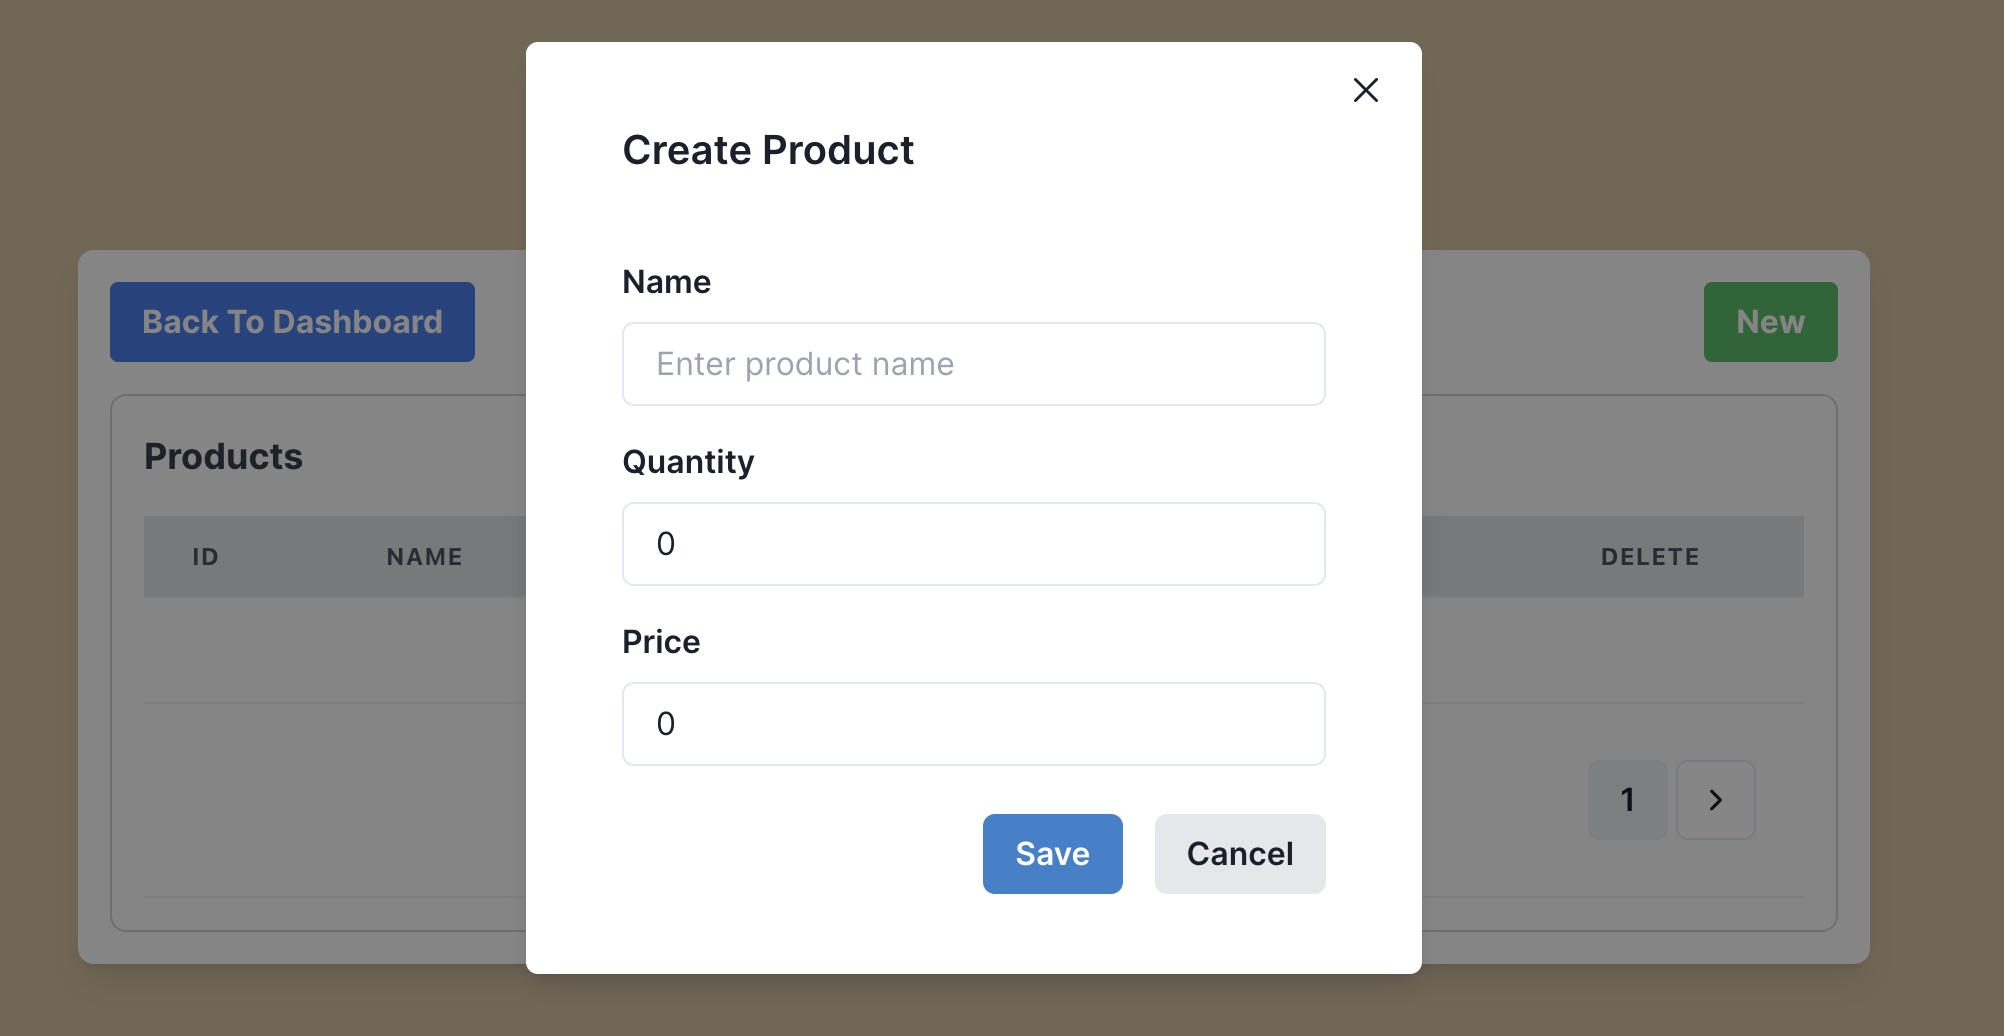 Create Product
Name
Enter product name
Quantity
0
Price
0
Save Cancel
Back To Dashboard
New
Products
ID NAME DELETE
1